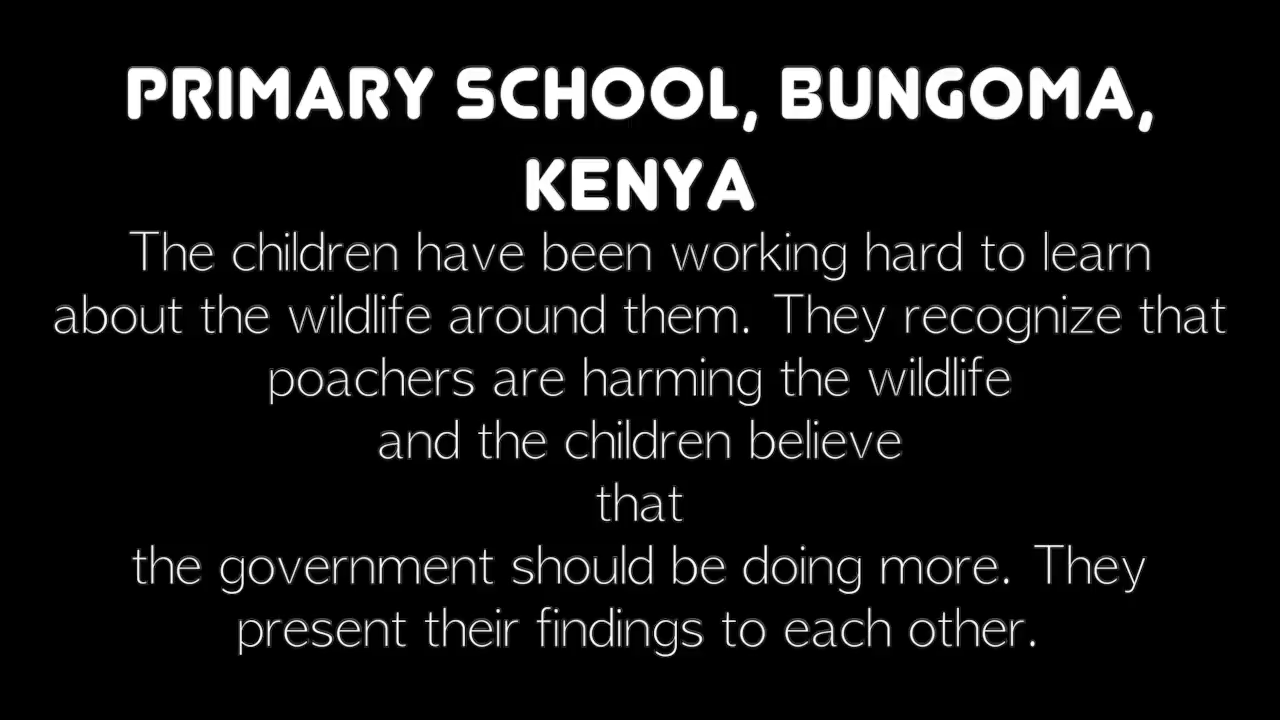 PRIMARY SCHOOL, BUNGOMA,
KENYA
The children have been working hard to learn
about the wildlife around them. They recognize that
poachers are harming the wildlife
and the children believe
that
the government should be doing more. They
present their findings to each other.